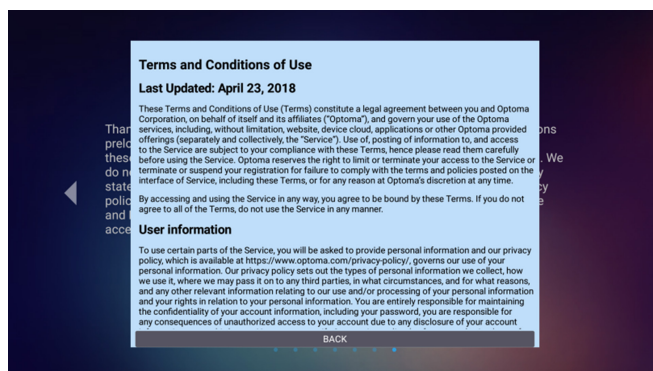 Terms and Conditions of Use
Last Updated: April 23, 2018
These Terms and Conditions of Use (Terms) constitute a legal agreement between you and Optoma
Corporation, on behalf of itself and its affiliates (“Optoma”), and govern your use of the Optoma
services, including, without limitation, website, device cloud, applications or other Optoma provided
offerings (separately and collectively, the “Service”). Use of, posting of information to, and access
to the Service are subject to your compliance with these Terms, hence please read them carefully
before using the Service. Optoma reserves the right to limit or terminate your access to the Service or
terminate or suspend your registration for failure to comply with the terms and policies posted on the
interface of Service, including these Terms, or for any reason at Optoma's discretion at any time.
By accessing and using the Service in any way, you agree to be bound by these Terms. If you do not
agree to all of the Terms, do not use the Service in any manner.
User information
To use certain parts of the Service, you will be asked to provide personal information and our privacy
policy, which is available at https://www.optoma.com/privacy-policy/, governs our use of your
personal information. Our privacy policy sets out the types of personal information we collect, how
we use it, where we may pass it on to any third parties, in what circumstances, and for what reasons,
and any other relevant information relating to our use and/or processing of your personal information
and your rights in relation to your personal information. You are entirely responsible for maintaining
the confidentiality of your account information, including your password, you are responsible for
any consequences of unauthorized access to your account due to any disclosure of your account
BACK